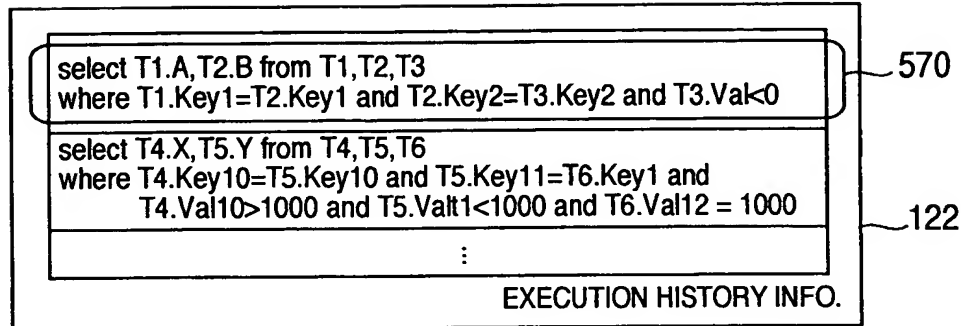 select T1.A,T2.B from T1,T2,T3
where T1.Key1=T2.Key1 and T2.Key2=T3.Key2 and T3.Val<0
570
select T4.X,T5.Y from T4,T5,T6
where T4.Key10=T5.Key10 and T5.Key11=T6.Key1 and
T4.Val10>1000 and T5.Valt1<1000 and T6.Val12 = 1000
122
⋮
EXECUTION HISTORY INFO.